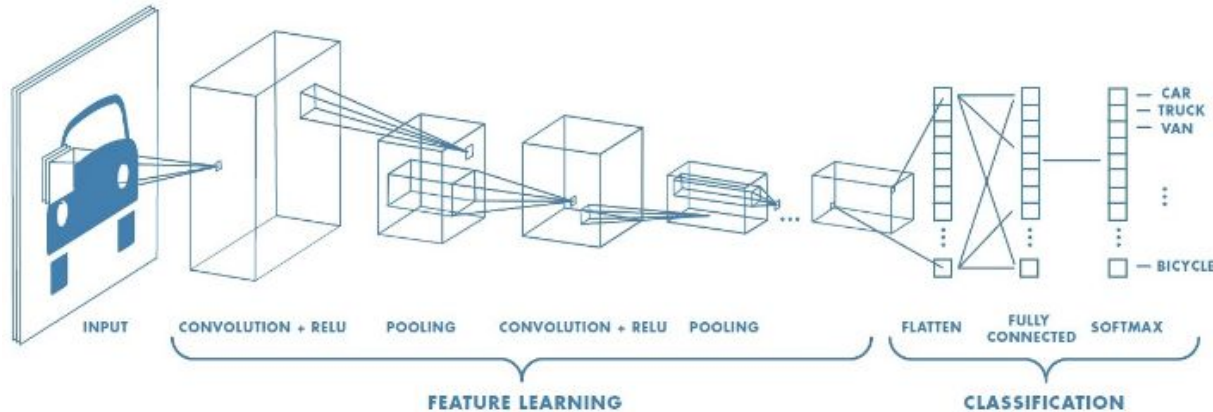 CAR
TRUCK
VAN
BICYCLE
INPUT
CONVOLUTION + RELU
POOLING
CONVOLUTION + RELU
POOLING
FLATTEN
FULLY
CONNECTED
SOFTMAX
FEATURE LEARNING
CLASSIFICATION